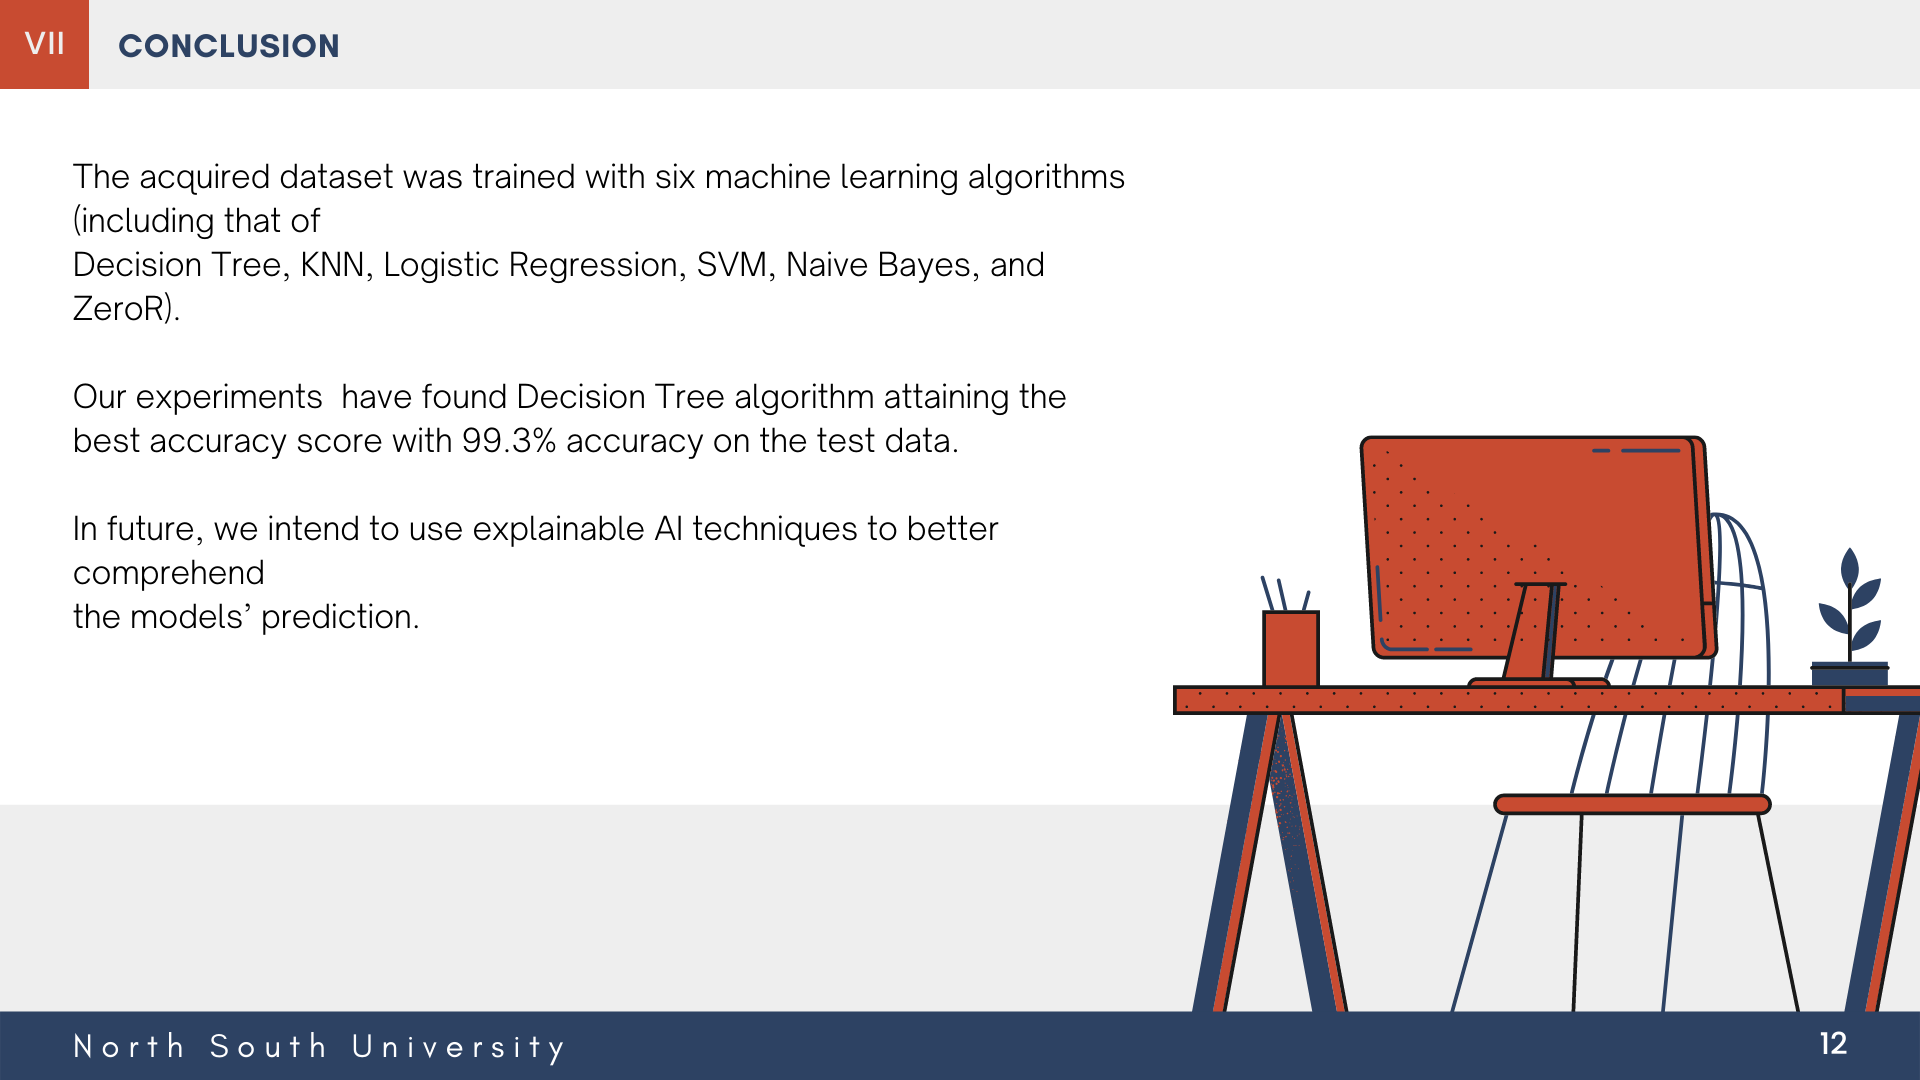 VII
CONCLUSION
The acquired dataset was trained with six machine learning algorithms
(including that of
Decision Tree, KNN, Logistic Regression, SVM, Naive Bayes, and
ZeroR).
Our experiments  have found Decision Tree algorithm attaining the
best accuracy score with 99.3% accuracy on the test data.
In future, we intend to use explainable AI techniques to better
comprehend
the models’ prediction.
North South University
12